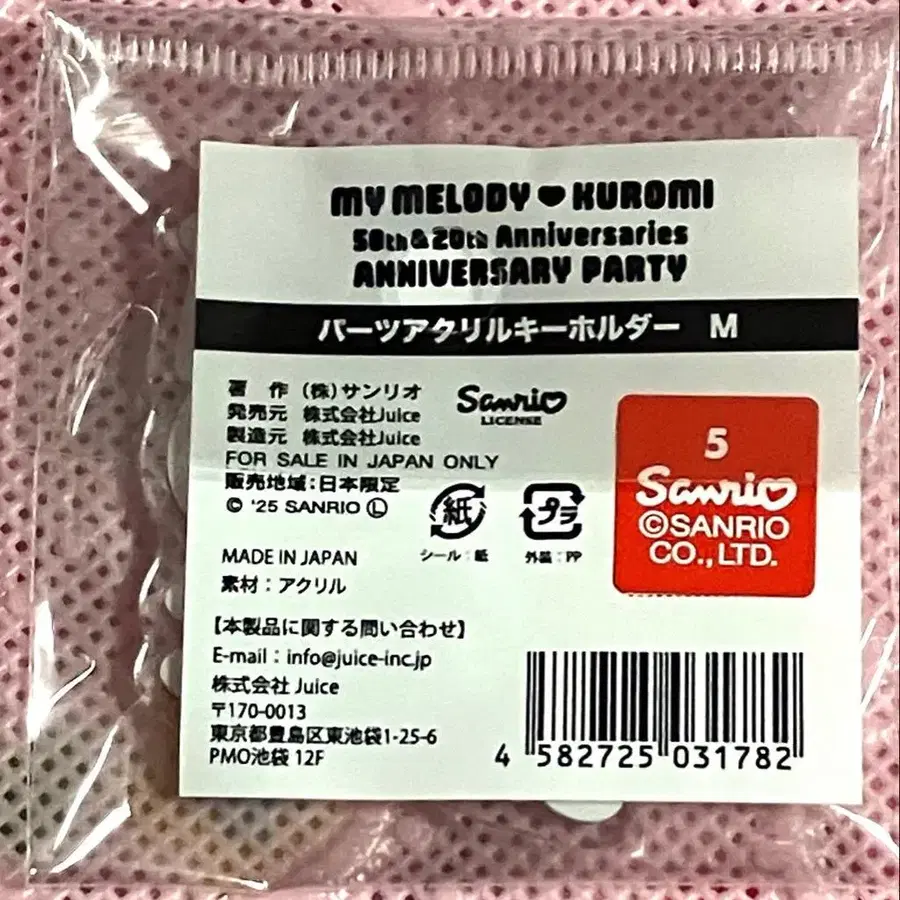 MY MELODY ♥ KUROMI
50th & 20th Anniversaries
ANNIVERSARY PARTY
パーツアクリルキーホルダー M
著 作 (株)サンリオ
発売元 株式会社Juice
製造元 株式会社Juice
FOR SALE IN JAPAN ONLY
販売地域:日本限定
© '25 SANRIO Ⓛ
Sanrio
LICENSE
紙
シール:紙
プラ
外装:PP
5
Sanrio
©SANRIO
CO.,LTD.
MADE IN JAPAN
素材:アクリル
【本製品に関する問い合わせ】
E-mail:info@juice-inc.jp
株式会社 Juice
〒170-0013
東京都豊島区東池袋1-25-6
PMO池袋 12F
4 582725 031782